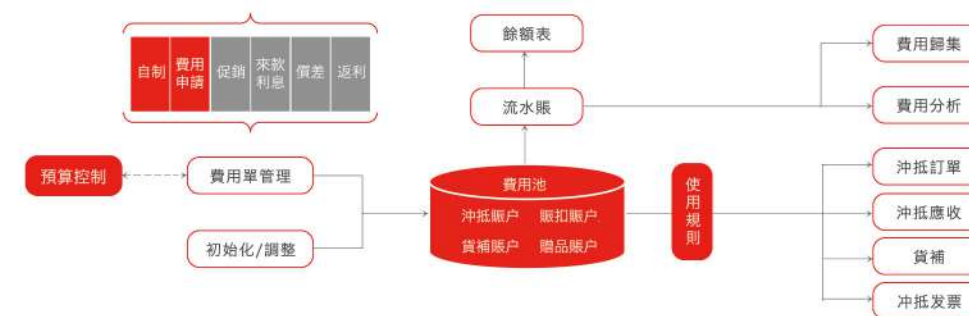 自制
費用
申請
促銷
來款
利息
價差
返利
預算控制
費用單管理
初始化/調整
餘額表
流水賬
費用池
沖抵賬户
賬扣賬户
貨補賬户
贈品賬户
使用規則
費用歸集
費用分析
沖抵訂單
沖抵應收
貨補
冲抵发票